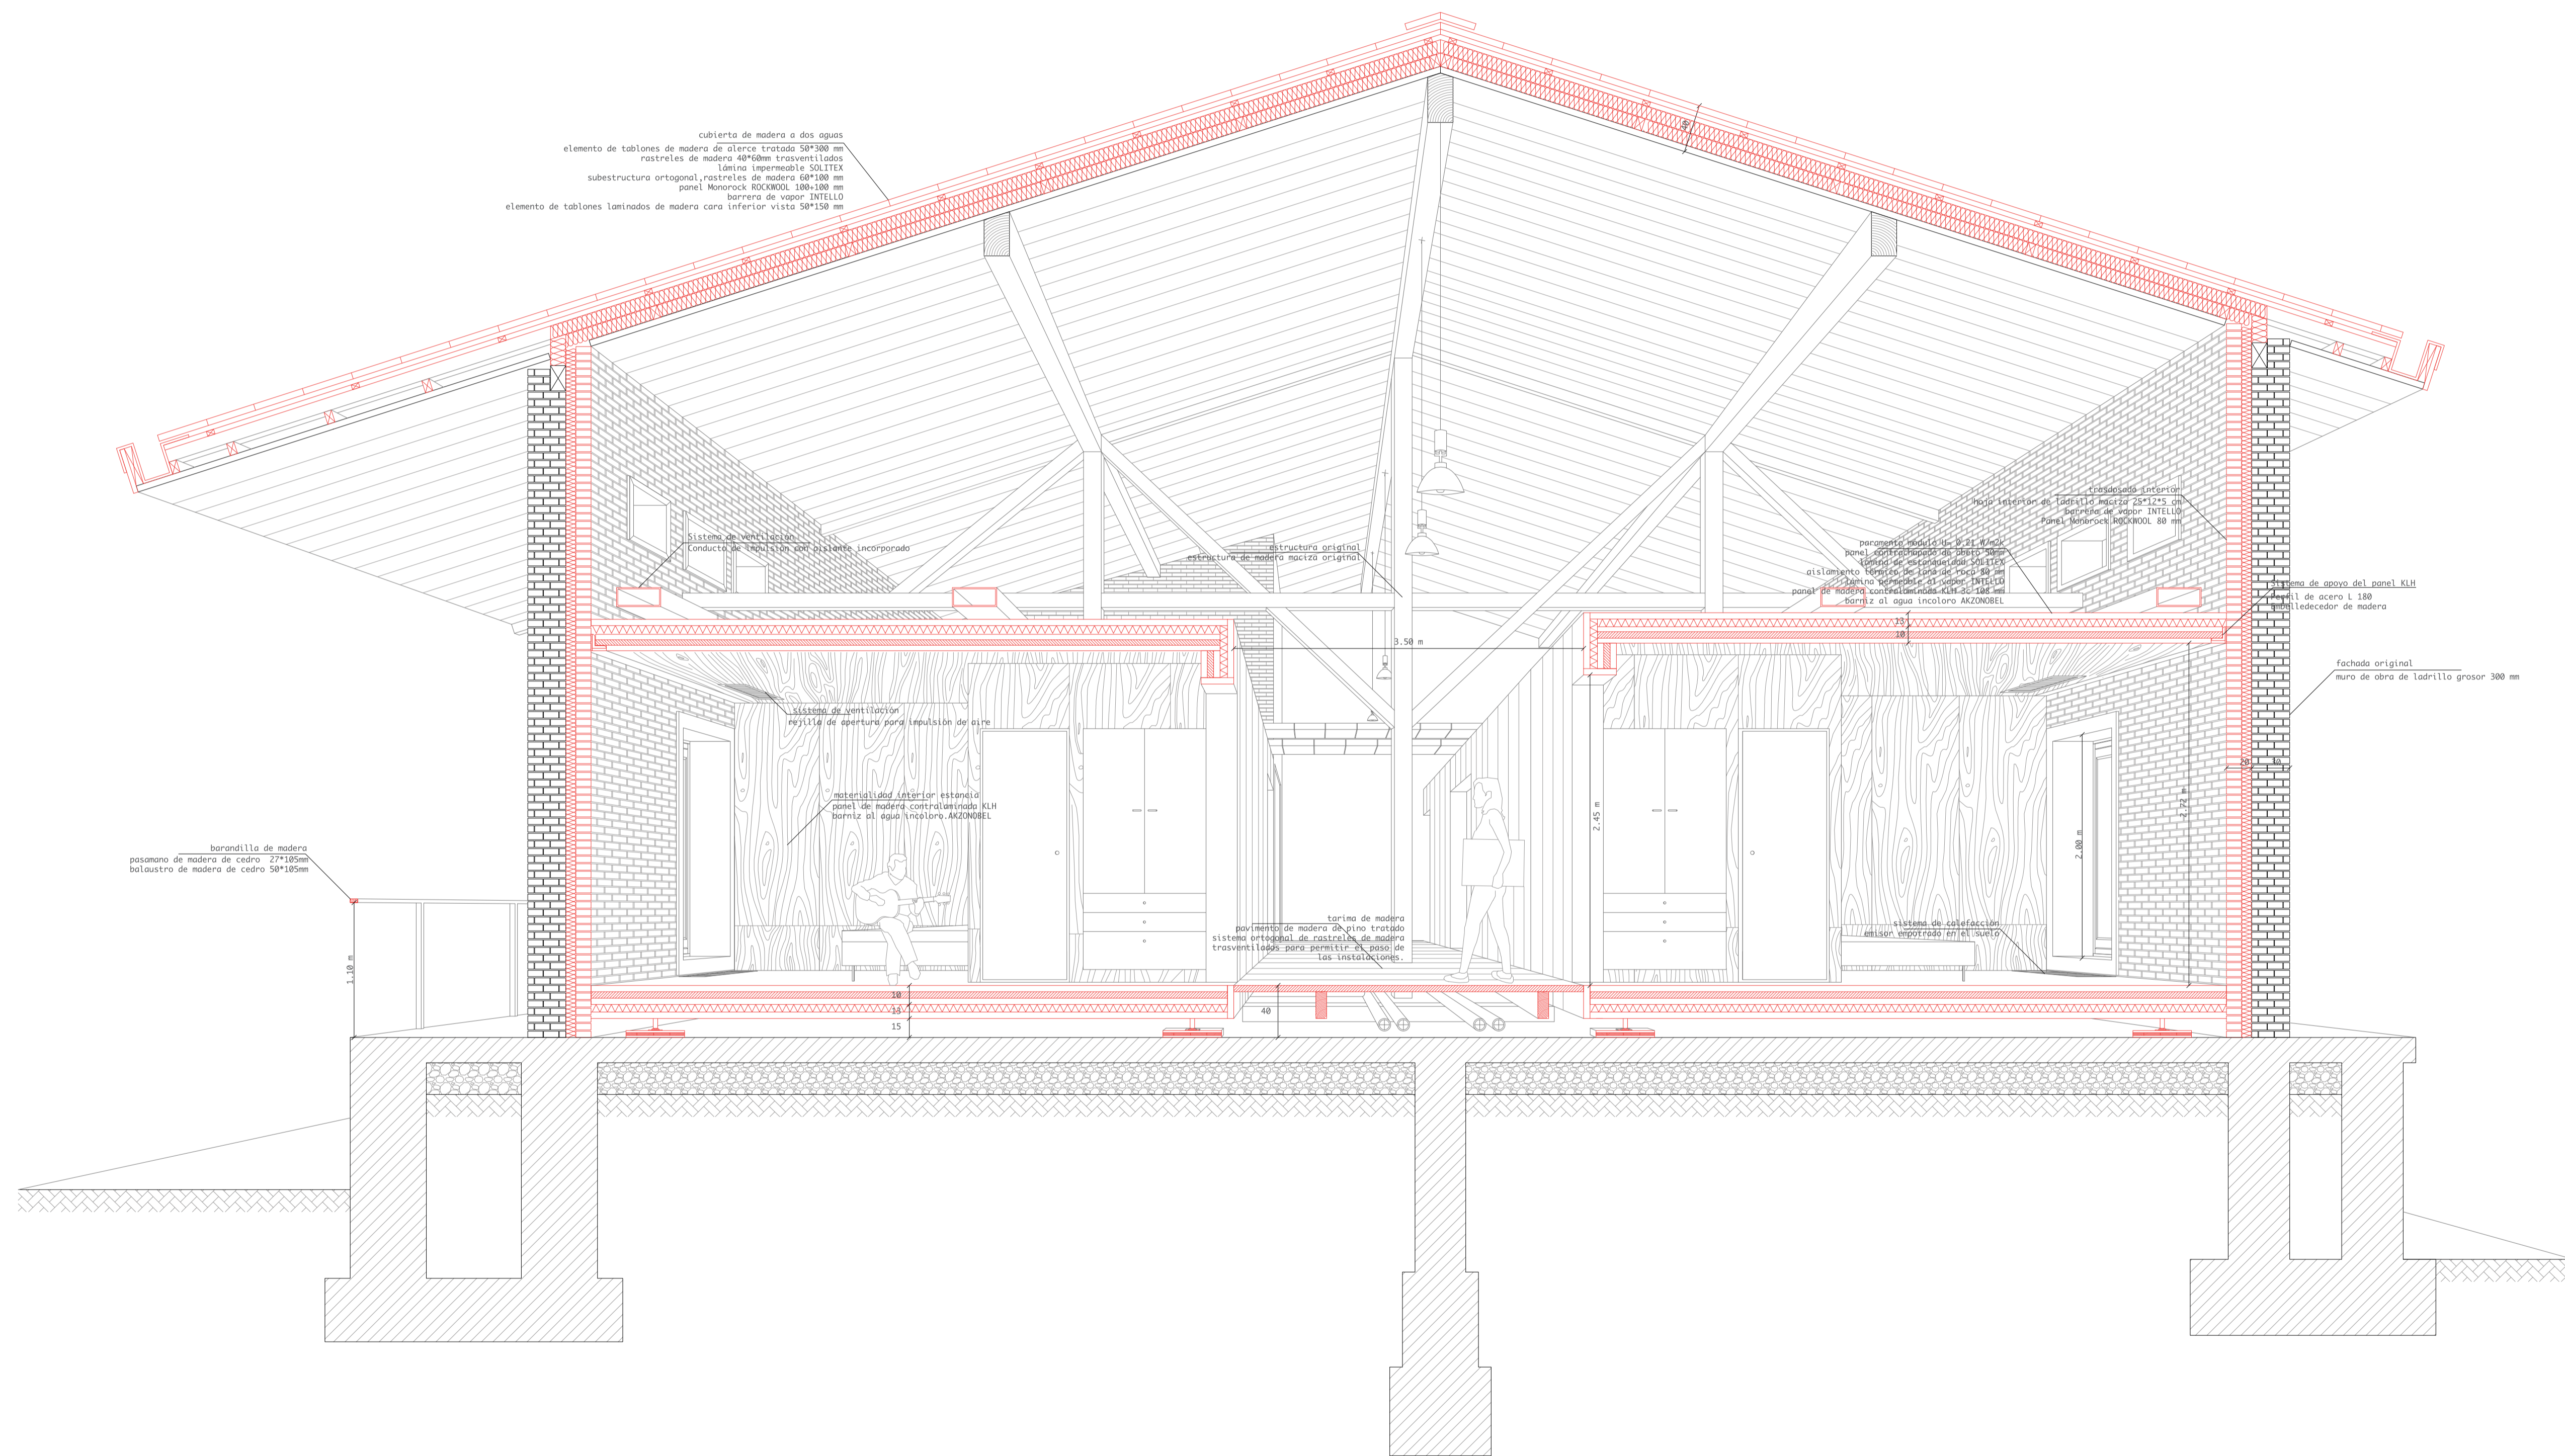 cubierta de madera a dos aguas
elemento de tablones de madera de alerce tratada 50*300 mm
rastreles de madera 40*60mm trasventilados
lámina impermeable SOLITEX
subestructura ortogonal,rastreles de madera 60*100 mm
panel Monorock ROCKWOOL 100+100 mm
barrera de vapor INTELLO
elemento de tablones laminados de madera cara inferior vista 50*150 mm
40
trasdosado interior
hoja interior de ladrillo macizo 25*12*5 cm
barrera de vapor INTELLO
Panel Monorock ROCKWOOL 80 mm
Sistema de ventilación
Conducto de impulsión con aislante incorporado
estructura original
estructura de madera maciza original
paramento modulo U= 0,21 W/m2k
panel contrachapado de abeto 50mm
lámina de estanqueidad SOLITEX
aislamiento térmico de lana de roca 80 mm
lámina permeable al vapor INTELLO
panel de madera contralaminada KLH 3c 108 mm
barniz al agua incoloro AKZONOBEL
Sistema de apoyo del panel KLH
Perfil de acero L 180
Embelledecedor de madera
13
10
3.50 m
fachada original
muro de obra de ladrillo grosor 300 mm
sistema de ventilación
rejilla de apertura para impulsión de aire
20
30
materialidad interior estancia
panel de madera contralaminada KLH
barniz al agua incoloro.AKZONOBEL
2.45 m
2.72 m
2.00 m
barandilla de madera
pasamano de madera de cedro  27*105mm
balaustro de madera de cedro 50*105mm
1.10 m
tarima de madera
pavimento de madera de pino tratado
sistema ortogonal de rastreles de madera
trasventilados para permitir el paso de
las instalaciones.
sistema de calefacción
emisor empotrado en el suelo
10
13
15
40